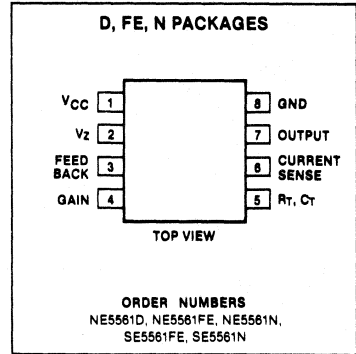 D, FE, N PACKAGES
VCC 1
8 GND
VZ 2
7 OUTPUT
FEED
BACK 3
6 CURRENT
SENSE
GAIN 4
5 RT, CT
TOP VIEW
ORDER NUMBERS
NE5561D, NE5561FE, NE5561N,
SE5561FE, SE5561N